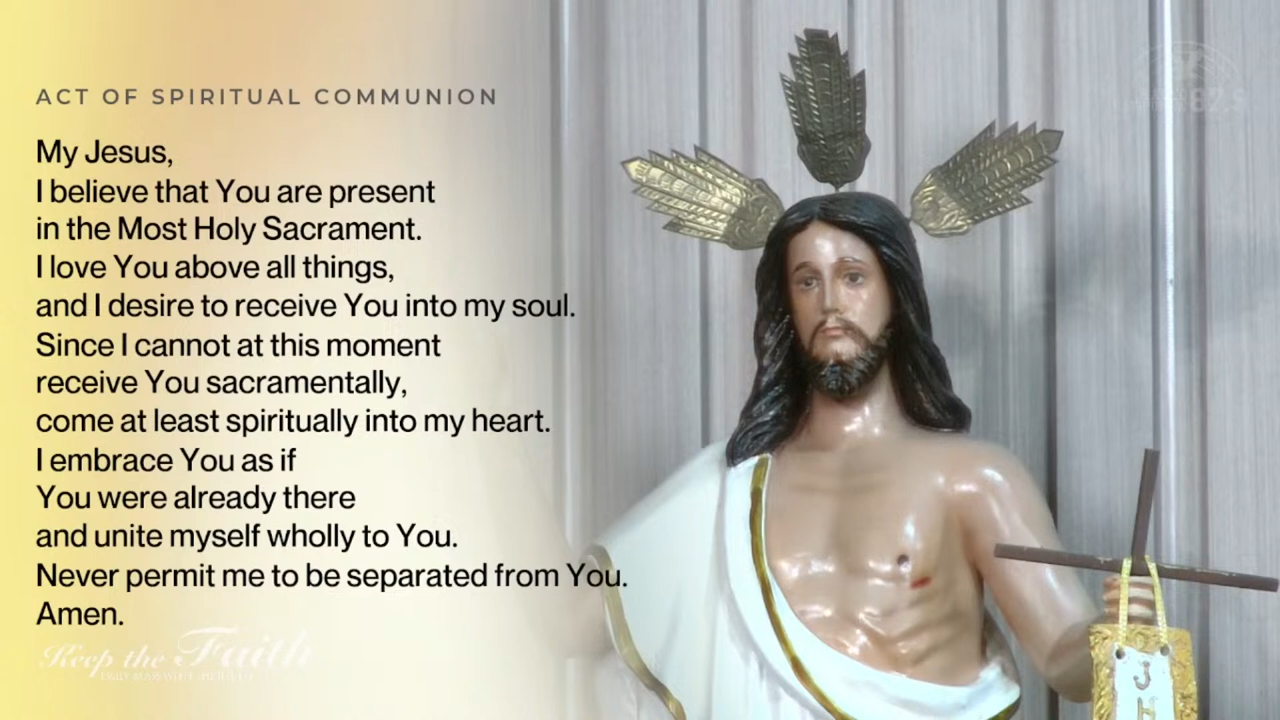 ACT OF SPIRITUAL COMMUNION
My Jesus,
I believe that You are present
in the Most Holy Sacrament.
I love You above all things,
and I desire to receive You into my soul.
Since I cannot at this moment
receive You sacramentally,
come at least spiritually into my heart.
I embrace You as if
You were already there
and unite myself wholly to You.
Never permit me to be separated from You.
Amen.
Keep the Faith
J
H